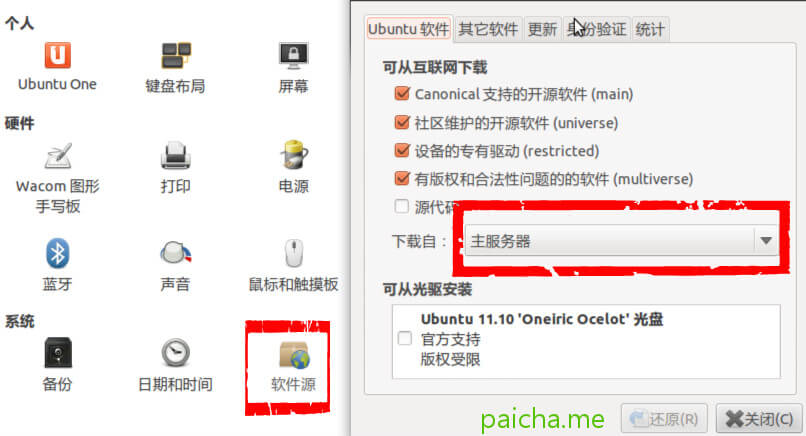 个人
Ubuntu One
键盘布局
屏幕
硬件
Wacom 图形
手写板
打印
电源
蓝牙
声音
鼠标和触摸板
系统
备份
日期和时间
软件源
Ubuntu 软件
其它软件
更新
身份验证
统计
可从互联网下载
Canonical 支持的开源软件 (main)
社区维护的开源软件 (universe)
设备的专有驱动 (restricted)
有版权和合法性问题的的软件 (multiverse)
源代码
下载自：
主服务器
可从光驱安装
Ubuntu 11.10 'Oneiric Ocelot' 光盘
官方支持
版权受限
paicha.me
还原(R)
关闭(C)